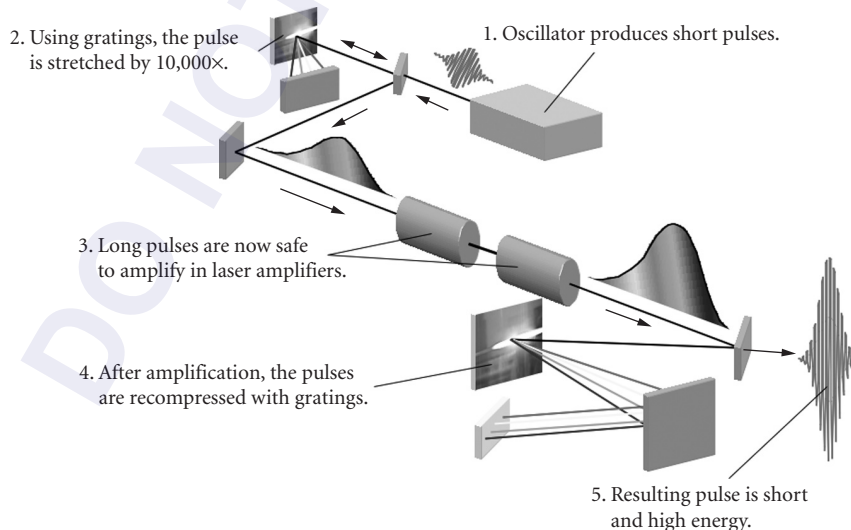 1. Oscillator produces short pulses.
2. Using gratings, the pulse
is stretched by 10,000×.
3. Long pulses are now safe
to amplify in laser amplifiers.
4. After amplification, the pulses
are recompressed with gratings.
5. Resulting pulse is short
and high energy.
DO NOT